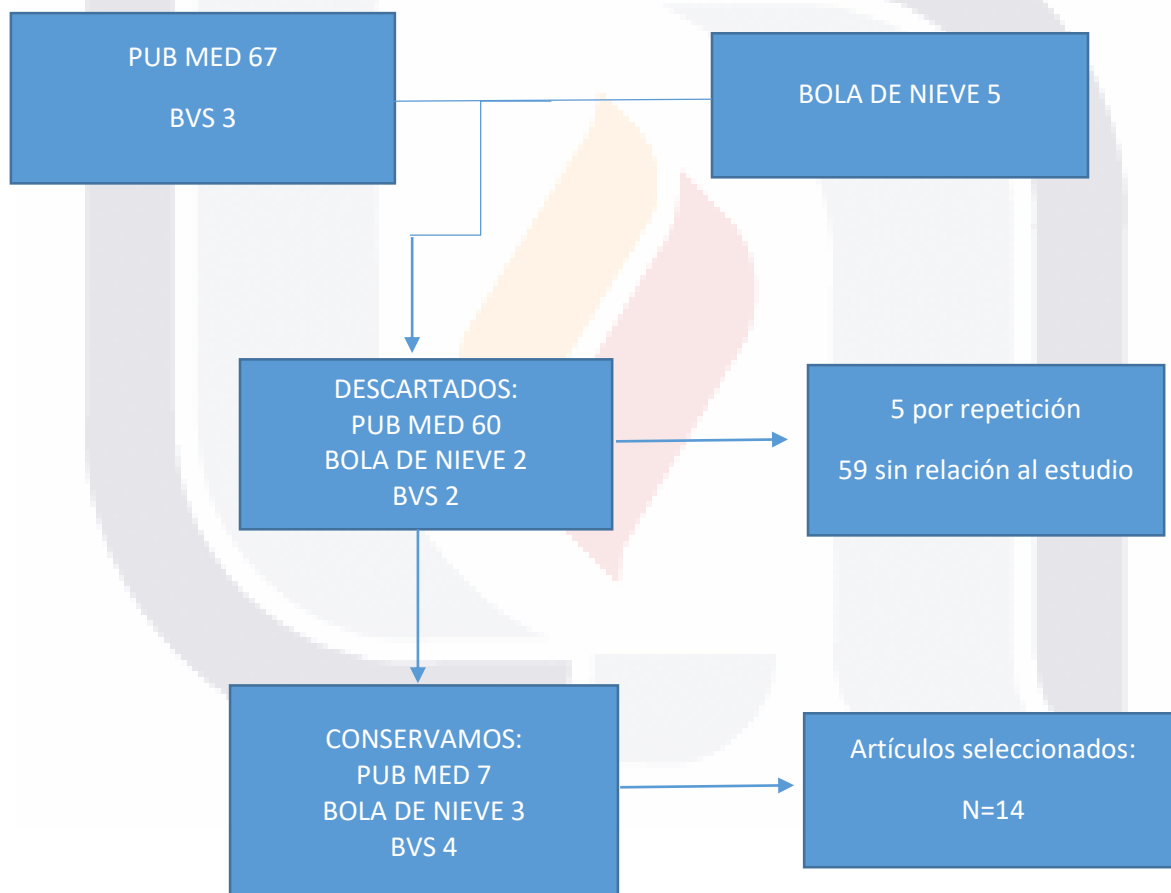 PUB MED 67
BVS 3
BOLA DE NIEVE 5
DESCARTADOS:
PUB MED 60
BOLA DE NIEVE 2
BVS 2
5 por repetición
59 sin relación al estudio
CONSERVAMOS:
PUB MED 7
BOLA DE NIEVE 3
BVS 4
Artículos seleccionados:
N=14